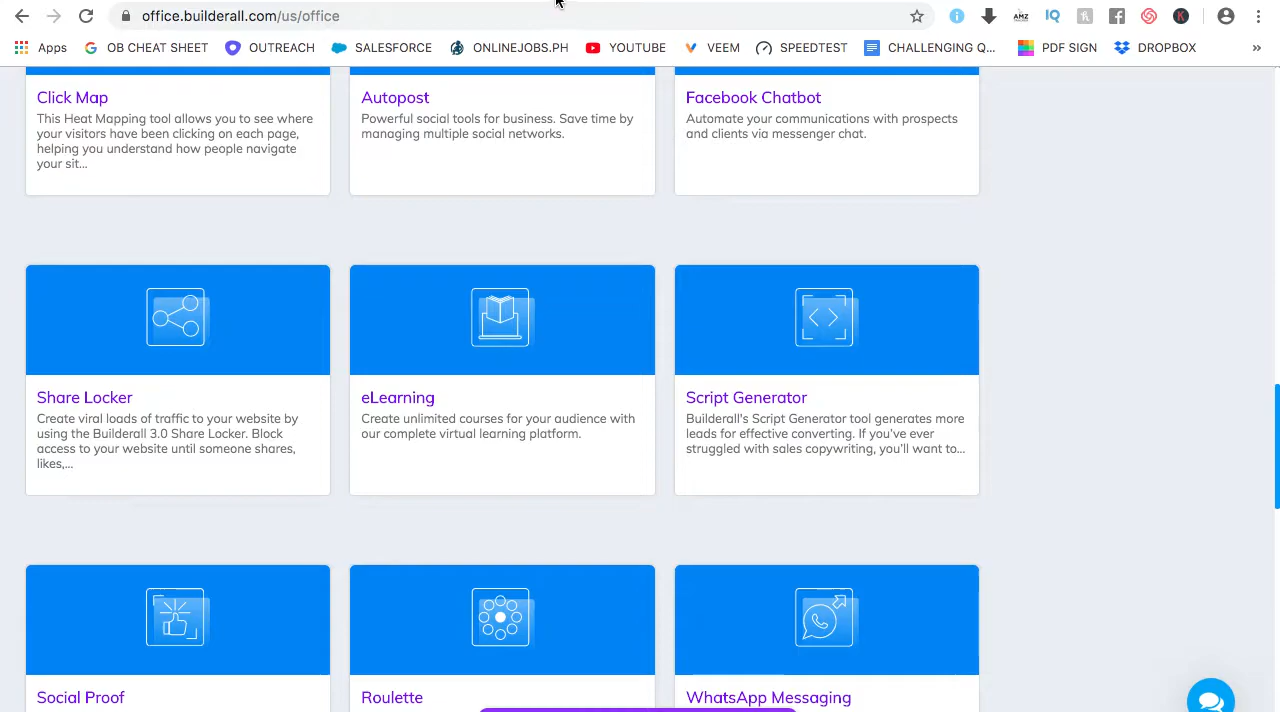 office.builderall.com/us/office
AMZ IQ h K
Apps OB CHEAT SHEET OUTREACH SALESFORCE ONLINEJOBS.PH YOUTUBE VEEM SPEEDTEST CHALLENGING Q... PDF SIGN DROPBOX »
Click Map
This Heat Mapping tool allows you to see where
your visitors have been clicking on each page,
helping you understand how people navigate
your sit...
Autopost
Powerful social tools for business. Save time by
managing multiple social networks.
Facebook Chatbot
Automate your communications with prospects
and clients via messenger chat.
Share Locker
Create viral loads of traffic to your website by
using the Builderall 3.0 Share Locker. Block
access to your website until someone shares,
likes,...
eLearning
Create unlimited courses for your audience with
our complete virtual learning platform.
Script Generator
Builderall's Script Generator tool generates more
leads for effective converting. If you've ever
struggled with sales copywriting, you'll want to...
Social Proof
Roulette
WhatsApp Messaging